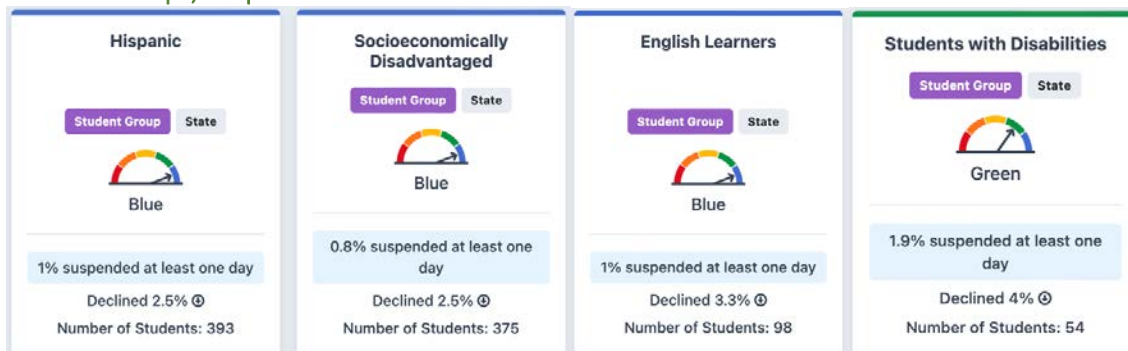 Hispanic
Student Group State
Blue
1% suspended at least one day
Declined 2.5%
Number of Students: 393
Socioeconomically
Disadvantaged
Student Group State
Blue
0.8% suspended at least one
day
Declined 2.5%
Number of Students: 375
English Learners
Student Group State
Blue
1% suspended at least one day
Declined 3.3%
Number of Students: 98
Students with Disabilities
Student Group State
Green
1.9% suspended at least one
day
Declined 4%
Number of Students: 54